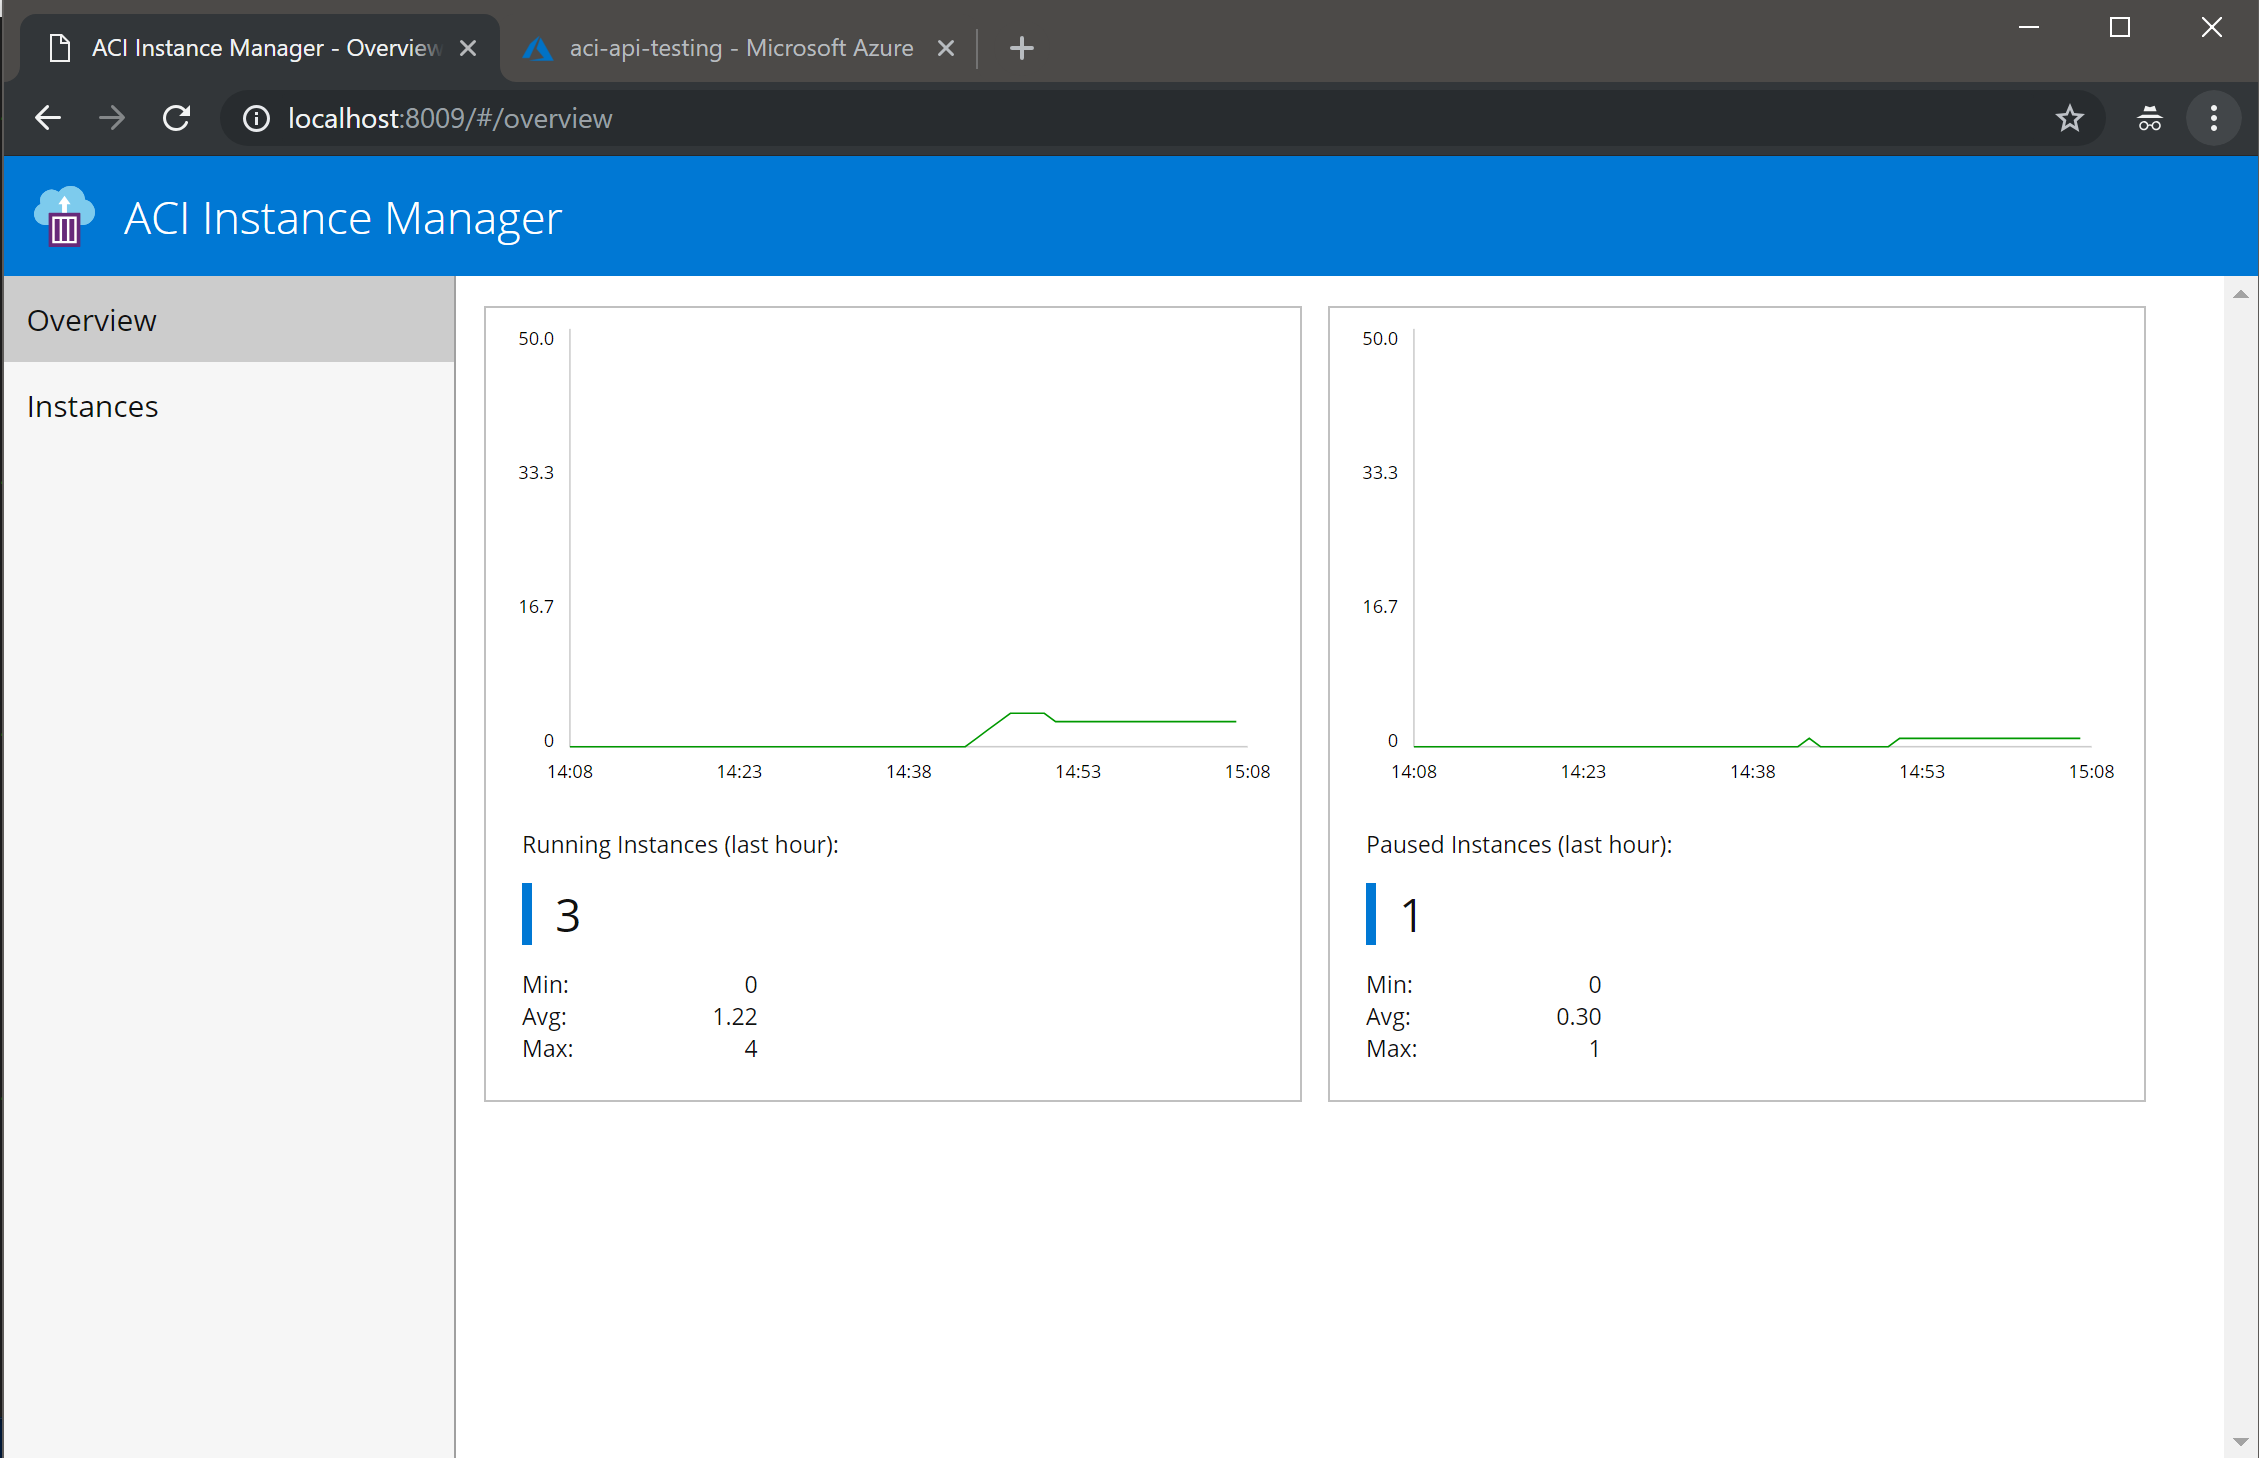 ACI Instance Manager - Overview
aci-api-testing - Microsoft Azure
localhost:8009/#/overview
ACI Instance Manager
Overview
Instances
50.0
33.3
16.7
0
14:08 14:23 14:38 14:53 15:08
Running Instances (last hour):
3
Min: 0
Avg: 1.22
Max: 4
50.0
33.3
16.7
0
14:08 14:23 14:38 14:53 15:08
Paused Instances (last hour):
1
Min: 0
Avg: 0.30
Max: 1